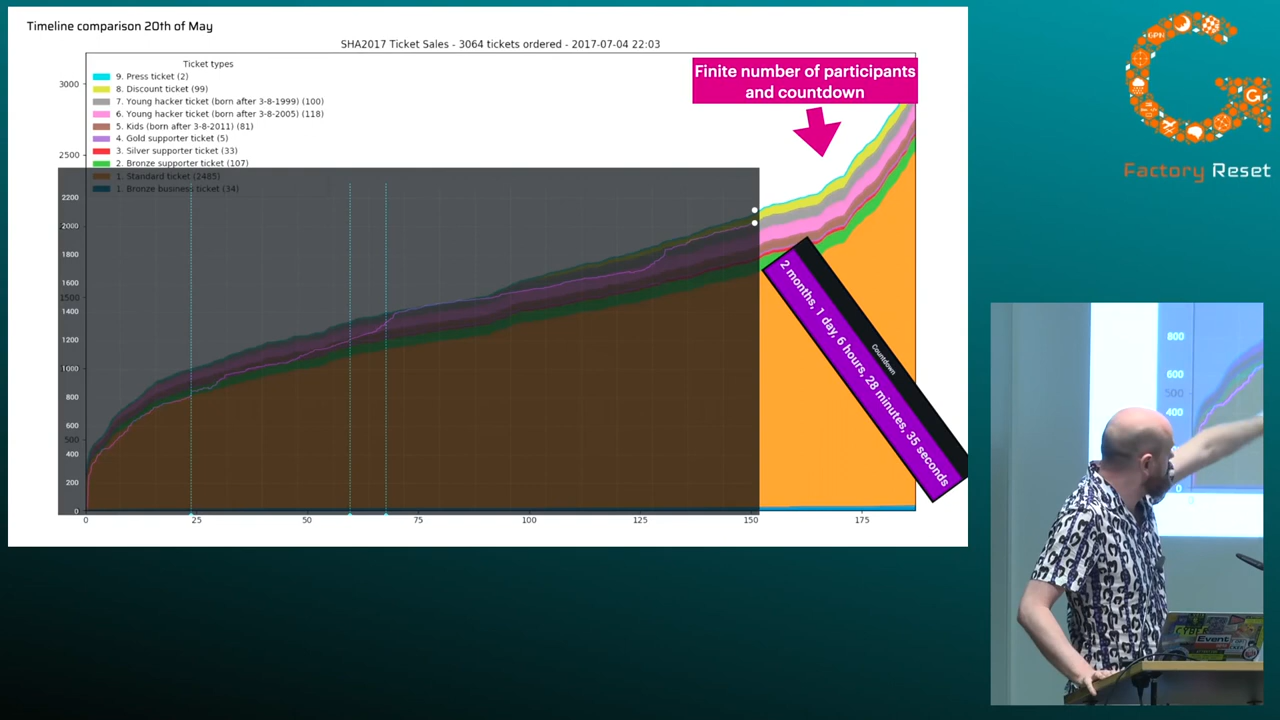 Timeline comparison 20th of May
SHA2017 Ticket Sales - 3064 tickets ordered - 2017-07-04 22:03
Ticket types
9. Press ticket (2)
8. Discount ticket (99)
7. Young hacker ticket (born after 3-8-1999) (100)
6. Young hacker ticket (born after 3-8-2005) (118)
5. Kids (born after 3-8-2011) (81)
4. Gold supporter ticket (5)
3. Silver supporter ticket (33)
2. Bronze supporter ticket (107)
1. Standard ticket (2485)
1. Bronze business ticket (34)
Finite number of participants
and countdown
3000
2500
2200
2000
1800
1600
1500
1400
1200
1000
800
600
500
400
200
0
0 25 50 75 100 125 150 175
Countdown
2 months, 1 day, 6 hours, 28 minutes, 35 seconds
GPN
G
Factory Reset
800
600
500
400
0
CYBER
Event